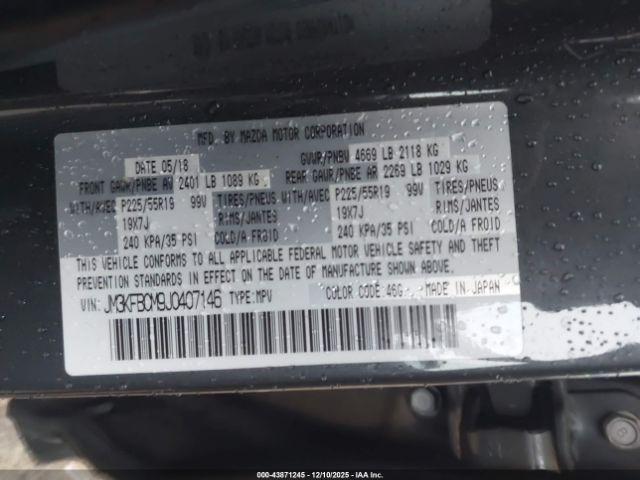 MFD. BY MAZDA MOTOR CORPORATION
DATE 05/18 GVWR/PNBV 4669 LB 2118 KG
FRONT GAWR/PNBE AV 2401 LB 1089 KG REAR GAWR/PNBE AR 2269 LB 1029 KG
WITH/AVEC P225/55R19 99V TIRES/PNEUS WITH/AVEC P225/55R19 99V TIRES/PNEUS
19X7J RIMS/JANTES 19X7J RIMS/JANTES
240 KPA/35 PSI COLD/A FROID 240 KPA/35 PSI COLD/A FROID
THIS VEHICLE CONFORMS TO ALL APPLICABLE FEDERAL MOTOR VEHICLE SAFETY AND THEFT
PREVENTION STANDARDS IN EFFECT ON THE DATE OF MANUFACTURE SHOWN ABOVE.
VIN: JM3KFBCM9J0407146 TYPE: MPV COLOR CODE: 46G MADE IN JAPAN
000-43871245 - 12/10/2025 - IAAI.com